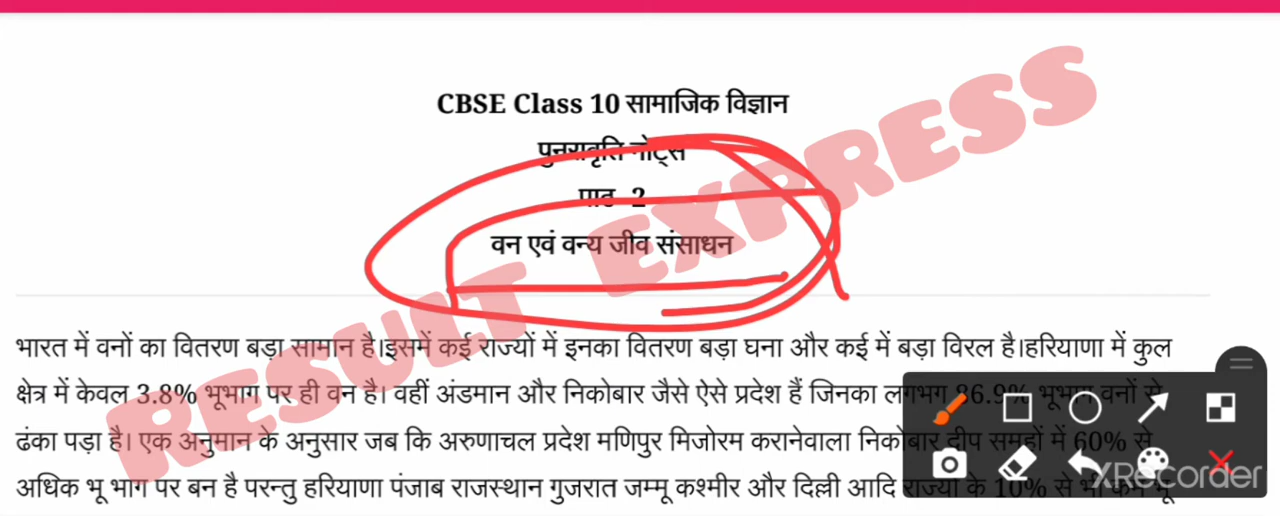 CBSE Class 10 सामाजिक विज्ञान
पुनरावृति नोट्स
पाठ 2
वन एवं वन्य जीव संसाधन
RESULT EXPRESS
भारत में वनों का वितरण बड़ा सामान है।इसमें कई राज्यों में इनका वितरण बड़ा घना और कई में बड़ा विरल है।हरियाणा में कुल
क्षेत्र में केवल 3.8% भूभाग पर ही वन है। वहीं अंडमान और निकोबार जैसे ऐसे प्रदेश हैं जिनका लगभग 86.9% भूभाग वनों से
ढंका पड़ा है। एक अनुमान के अनुसार जब कि अरुणाचल प्रदेश मणिपुर मिजोरम करानेवाला निकोबार दीप समूहों में 60% से
अधिक भू भाग पर बन है परन्तु हरियाणा पंजाब राजस्थान गुजरात जम्मू कश्मीर और दिल्ली आदि राज्यों के 10% से भी कम भू
XRecorder